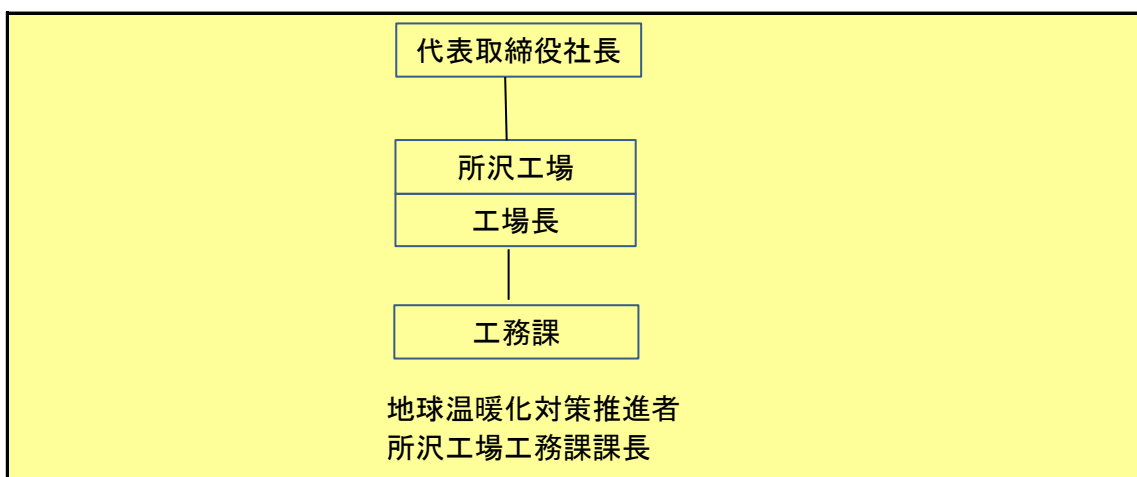 代表取締役社長
所沢工場
工場長
工務課
地球温暖化対策推進者
所沢工場工務課課長